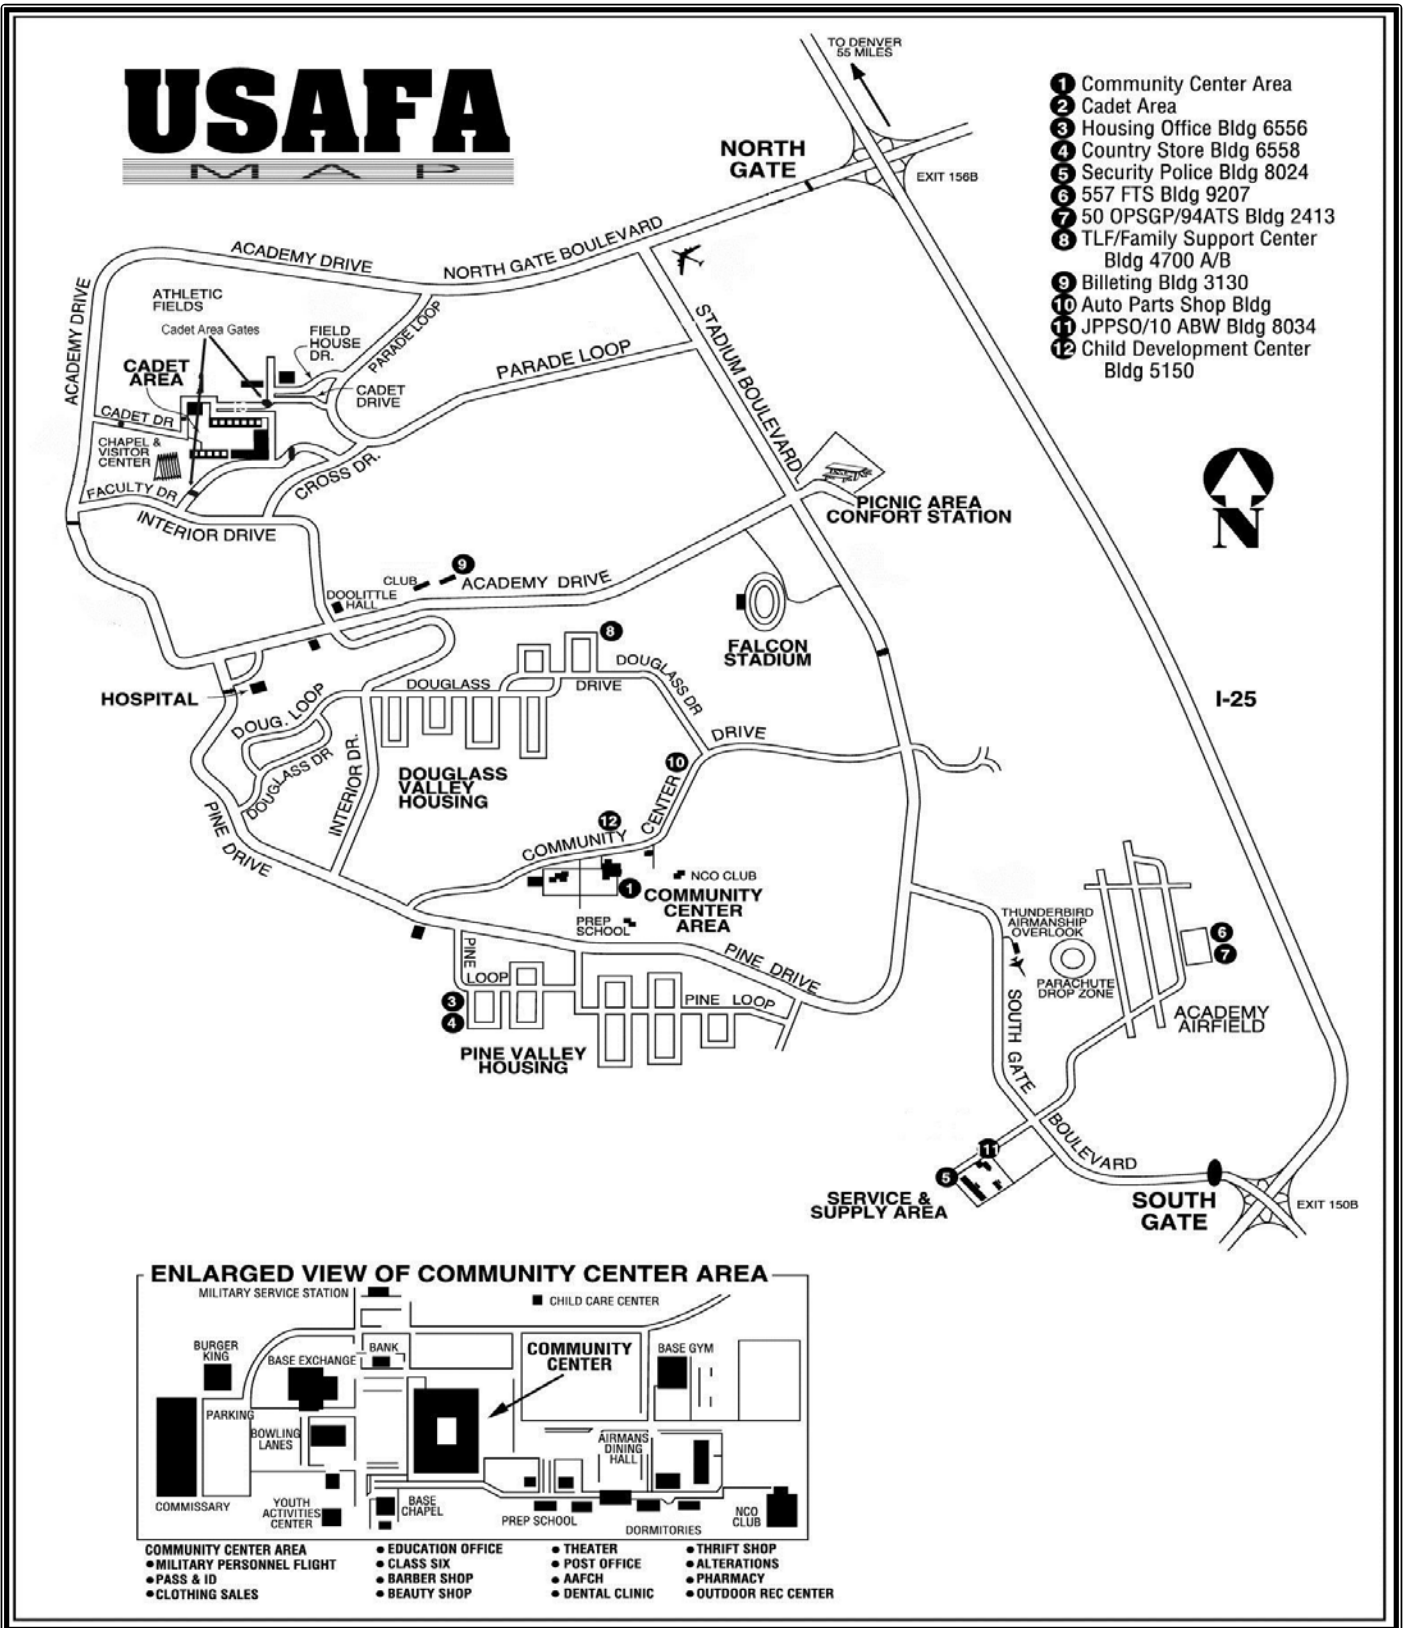 USAFA
MAP
TO DENVER
55 MILES
NORTH
GATE
EXIT 156B
1 Community Center Area
2 Cadet Area
3 Housing Office Bldg 6556
4 Country Store Bldg 6558
5 Security Police Bldg 8024
6 557 FTS Bldg 9207
7 50 OPSGP/94ATS Bldg 2413
8 TLF/Family Support Center
Bldg 4700 A/B
9 Billeting Bldg 3130
10 Auto Parts Shop Bldg
11 JPPSO/10 ABW Bldg 8034
12 Child Development Center
Bldg 5150
ACADEMY DRIVE
NORTH GATE BOULEVARD
ACADEMY DRIVE
ATHLETIC
FIELDS
Cadet Area Gates
FIELD
HOUSE
DR.
PARADE LOOP
PARADE LOOP
STADIUM BOULEVARD
CADET
AREA
CADET
DRIVE
CADET DR
CHAPEL &
VISITOR
CENTER
FACULTY DR
CROSS DR.
INTERIOR DRIVE
PICNIC AREA
CONFORT STATION
N
9
CLUB
ACADEMY DRIVE
DOOLITTLE
HALL
FALCON
STADIUM
8
HOSPITAL
DOUGLASS
DRIVE
DOUGLASS DR
DOUG. LOOP
DOUGLASS DR
INTERIOR DR.
I-25
DRIVE
10
DOUGLASS
VALLEY
HOUSING
PINE DRIVE
12
COMMUNITY
CENTER
NCO CLUB
1
COMMUNITY
CENTER
AREA
PREP
SCHOOL
THUNDERBIRD
AIRMANSHIP
OVERLOOK
PARACHUTE
DROP ZONE
6
7
ACADEMY
AIRFIELD
PINE
LOOP
PINE DRIVE
PINE LOOP
3
4
PINE VALLEY
HOUSING
SOUTH GATE
BOULEVARD
11
5
SERVICE &
SUPPLY AREA
SOUTH
GATE
EXIT 150B
ENLARGED VIEW OF COMMUNITY CENTER AREA
MILITARY SERVICE STATION
CHILD CARE CENTER
BURGER
KING
BASE EXCHANGE
BANK
COMMUNITY
CENTER
BASE GYM
PARKING
BOWLING
LANES
AIRMANS
DINING
HALL
COMMISSARY
YOUTH
ACTIVITIES
CENTER
BASE
CHAPEL
PREP SCHOOL
DORMITORIES
NCO
CLUB
COMMUNITY CENTER AREA
• MILITARY PERSONNEL FLIGHT
• PASS & ID
• CLOTHING SALES
• EDUCATION OFFICE
• CLASS SIX
• BARBER SHOP
• BEAUTY SHOP
• THEATER
• POST OFFICE
• AAFCH
• DENTAL CLINIC
• THRIFT SHOP
• ALTERATIONS
• PHARMACY
• OUTDOOR REC CENTER